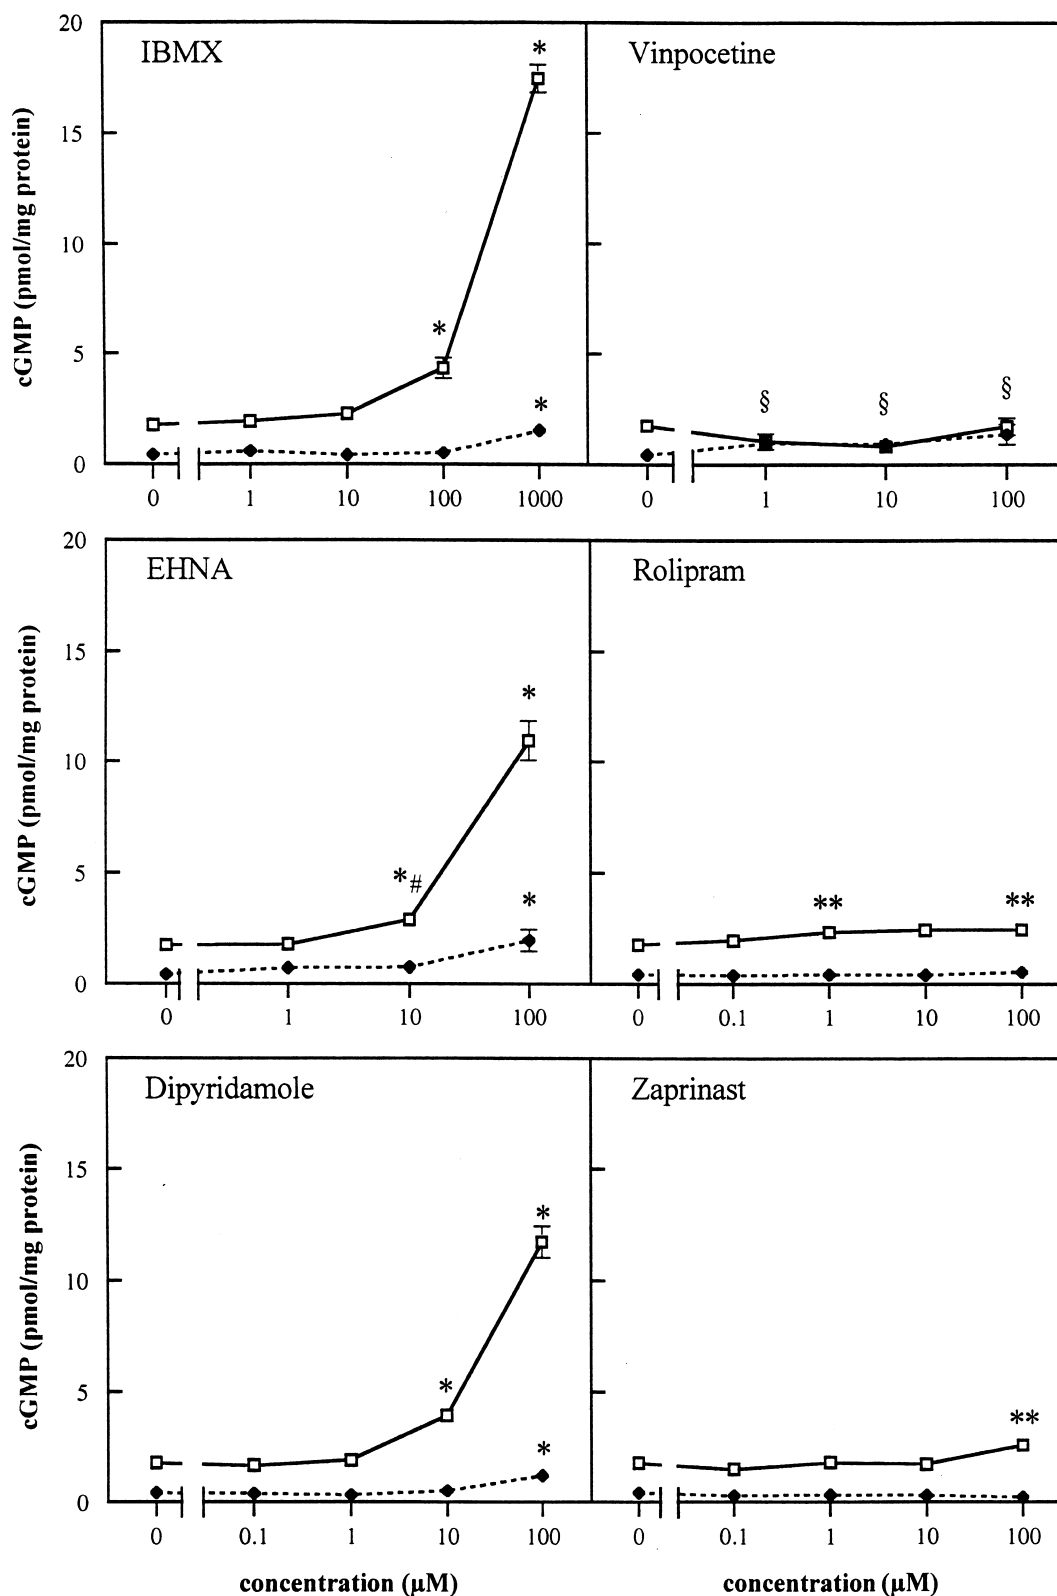 20
IBMX
*
Vinpocetine
15
10
5
*
*
§
§
§
0
cGMP (pmol/mg protein)
0 1 10 100 1000
0 1 10 100
20
EHNA
Rolipram
15
*
10
5
*#
*
**
**
0
cGMP (pmol/mg protein)
0 1 10 100
0 0.1 1 10 100
20
Dipyridamole
Zaprinast
15
*
10
5
*
*
**
0
cGMP (pmol/mg protein)
0 0.1 1 10 100
0 0.1 1 10 100
concentration (μM)
concentration (μM)